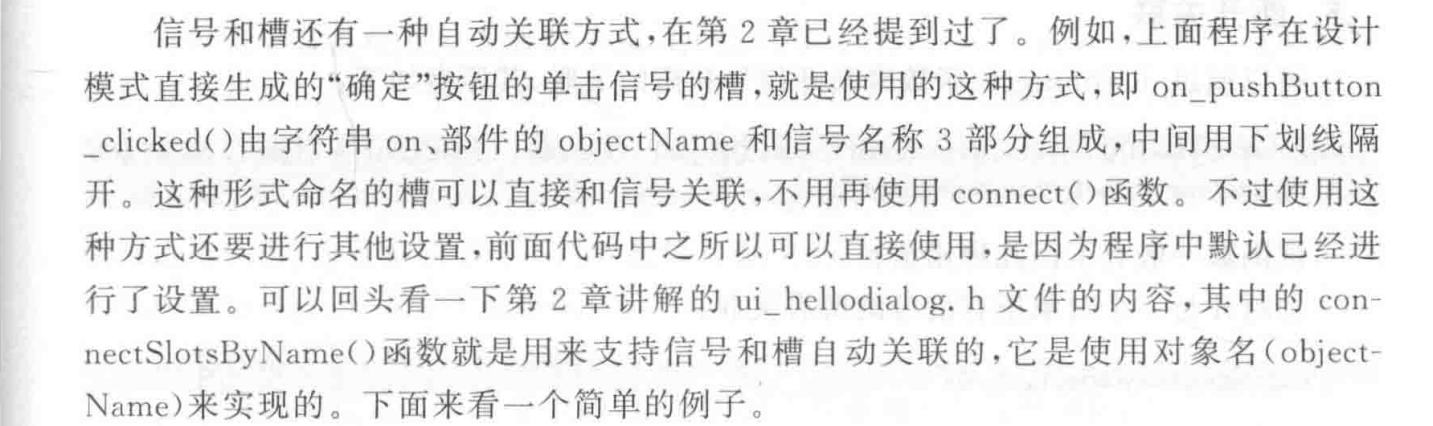 信号和槽还有一种自动关联方式,在第 2 章已经提到过了。例如,上面程序在设计
模式直接生成的“确定”按钮的单击信号的槽,就是使用的这种方式,即 on_pushButton
_clicked()由字符串 on、部件的 objectName 和信号名称 3 部分组成,中间用下划线隔
开。这种形式命名的槽可以直接和信号关联,不用再使用 connect()函数。不过使用这
种方式还要进行其他设置,前面代码中之所以可以直接使用,是因为程序中默认已经进
行了设置。可以回头看一下第 2 章讲解的 ui_hellodialog. h 文件的内容,其中的 con-
nectSlotsByName()函数就是用来支持信号和槽自动关联的,它是使用对象名(object-
Name)来实现的。下面来看一个简单的例子。